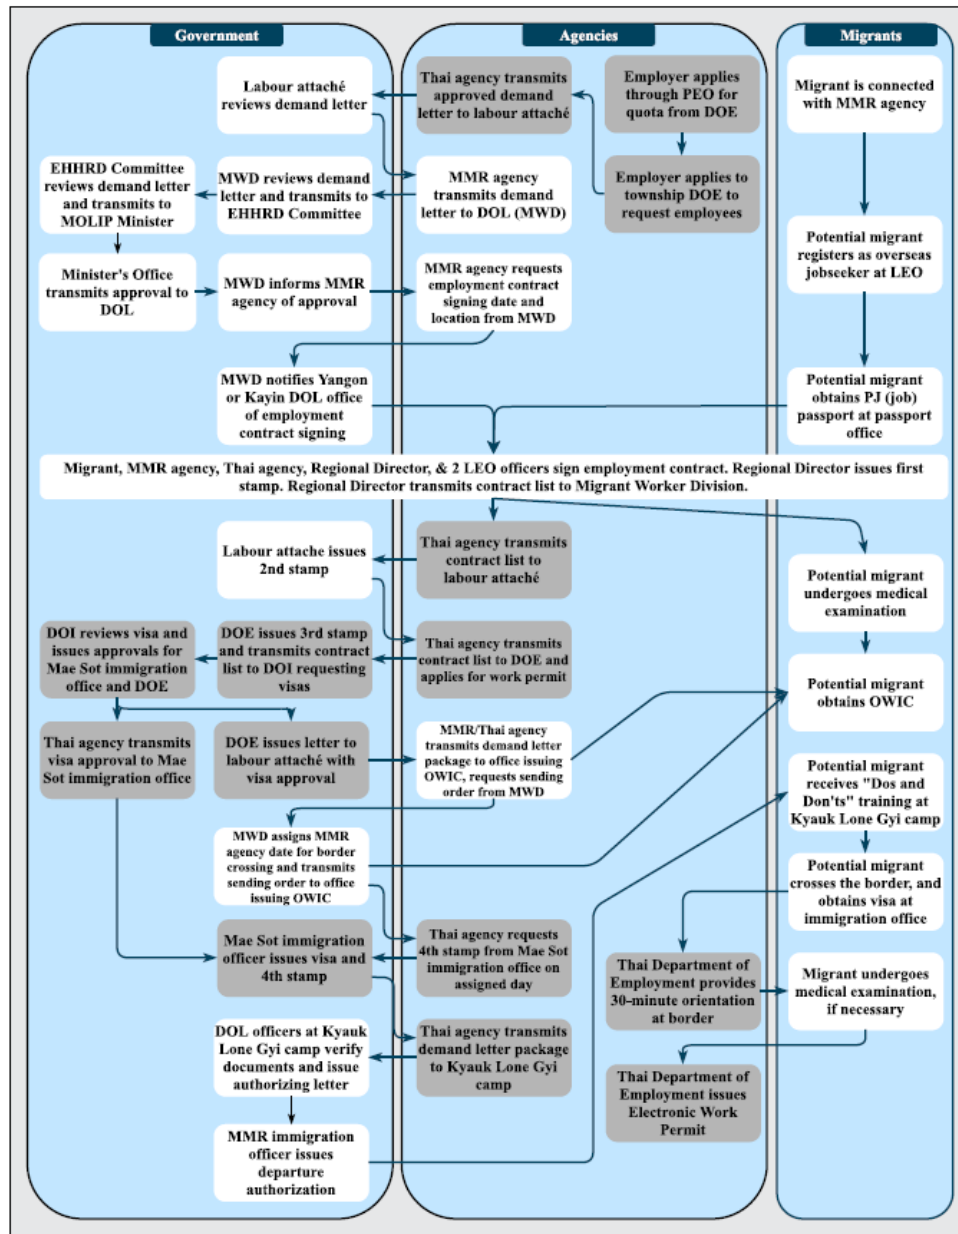 Government
Agencies
Migrants
Labour attaché
reviews demand letter
Thai agency transmits
approved demand
letter to labour attaché
Employer applies
through PEO for
quota from DOE
Migrant is connected
with MMR agency
EHHRD Committee
reviews demand letter
and transmits to
MOLIP Minister
MWD reviews demand
letter and transmits to
EHHRD Committee
MMR agency
transmits demand
letter to DOL (MWD)
Employer applies to
township DOE to
request employees
Potential migrant
registers as overseas
jobseeker at LEO
Minister's Office
transmits approval to
DOL
MWD informs MMR
agency of approval
MMR agency requests
employment contract
signing date and
location from MWD
MWD notifies Yangon
or Kayin DOL office
of employment
contract signing
Potential migrant
obtains PJ (job)
passport at passport
office
Migrant, MMR agency, Thai agency, Regional Director, & 2 LEO officers sign employment contract. Regional Director issues first
stamp. Regional Director transmits contract list to Migrant Worker Division.
Labour attache issues
2nd stamp
Thai agency transmits
contract list to
labour attaché
Potential migrant
undergoes medical
examination
DOI reviews visa and
issues approvals for
Mae Sot immigration
office and DOE
DOE issues 3rd stamp
and transmits contract
list to DOI requesting
visas
Thai agency transmits
contract list to DOE and
applies for work permit
Potential migrant
obtains OWIC
Thai agency transmits
visa approval to Mae
Sot immigration office
DOE issues letter to
labour attaché with
visa approval
MMR/Thai agency
transmits demand letter
package to office issuing
OWIC, requests sending
order from MWD
Potential migrant
receives "Dos and
Don'ts" training at
Kyauk Lone Gyi camp
MWD assigns MMR
agency date for border
crossing and transmits
sending order to office
issuing OWIC
Potential migrant
crosses the border, and
obtains visa at
immigration office
Mae Sot immigration
officer issues visa and
4th stamp
Thai agency requests
4th stamp from Mae Sot
immigration office on
assigned day
Thai Department of
Employment provides
30-minute orientation
at border
Migrant undergoes
medical examination,
if necessary
DOL officers at Kyauk
Lone Gyi camp verify
documents and issue
authorizing letter
Thai agency transmits
demand letter package
to Kyauk Lone Gyi
camp
Thai Department of
Employment issues
Electronic Work
Permit
MMR immigration
officer issues
departure
authorization